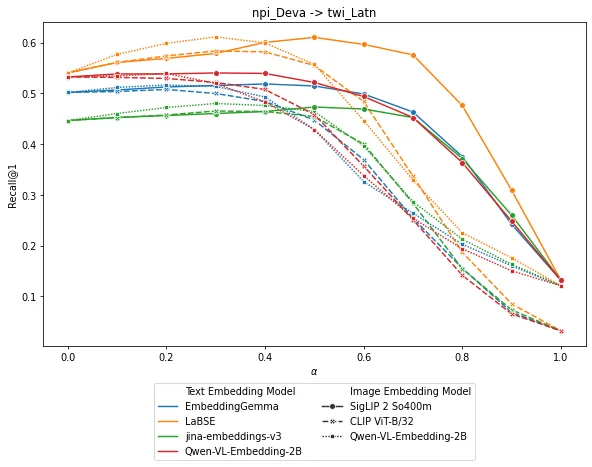 npi_Deva -> twi_Latn
Recall@1
0.6
0.5
0.4
0.3
0.2
0.1
0.0 0.2 0.4 0.6 0.8 1.0
α
Text Embedding Model
EmbeddingGemma
LaBSE
jina-embeddings-v3
Qwen-VL-Embedding-2B
Image Embedding Model
SigLIP 2 So400m
CLIP ViT-B/32
Qwen-VL-Embedding-2B